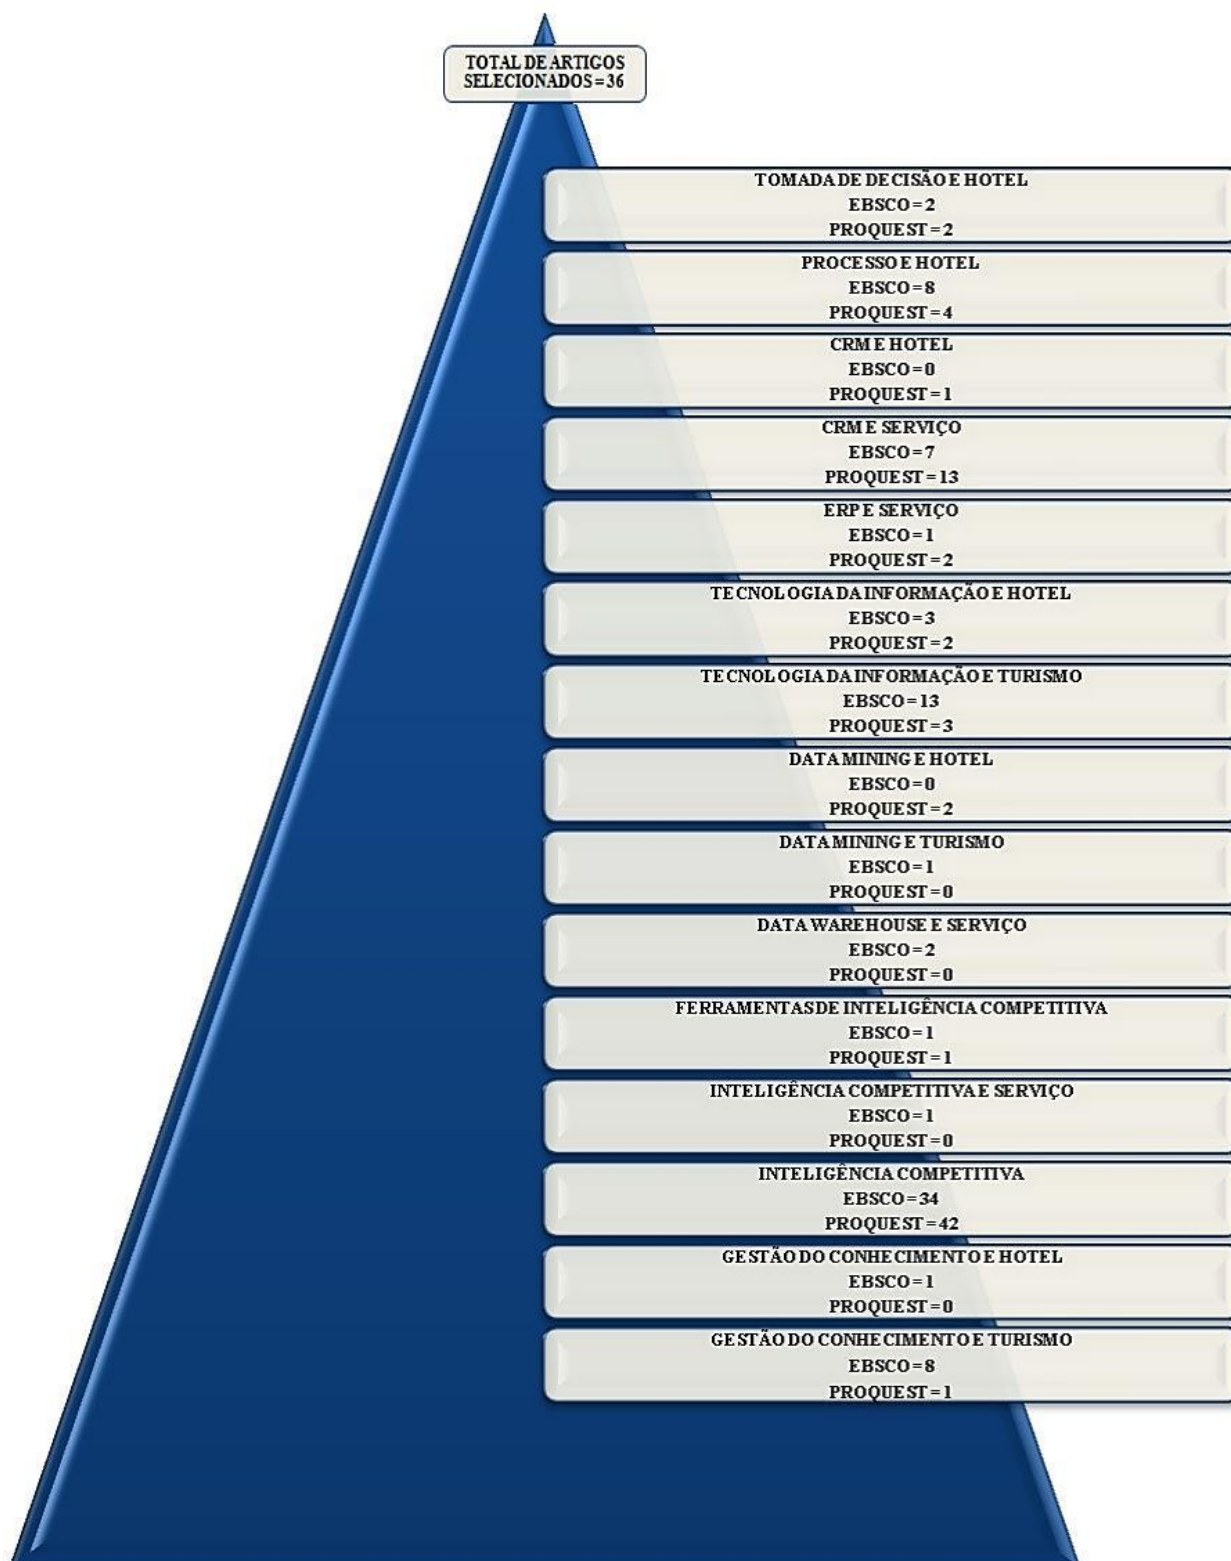 TOTAL DE ARTIGOS
SELECIONADOS = 36
TOMADA DE DECISÃO E HOTEL
EBSCO = 2
PROQUEST = 2
PROCESSO E HOTEL
EBSCO = 8
PROQUEST = 4
CRM E HOTEL
EBSCO = 0
PROQUEST = 1
CRM E SERVIÇO
EBSCO = 7
PROQUEST = 13
ERP E SERVIÇO
EBSCO = 1
PROQUEST = 2
TECNOLOGIA DA INFORMAÇÃO E HOTEL
EBSCO = 3
PROQUEST = 2
TECNOLOGIA DA INFORMAÇÃO E TURISMO
EBSCO = 13
PROQUEST = 3
DATA MINING E HOTEL
EBSCO = 0
PROQUEST = 2
DATA MINING E TURISMO
EBSCO = 1
PROQUEST = 0
DATA WAREHOUSE E SERVIÇO
EBSCO = 2
PROQUEST = 0
FERRAMENTAS DE INTELIGÊNCIA COMPETITIVA
EBSCO = 1
PROQUEST = 1
INTELIGÊNCIA COMPETITIVA E SERVIÇO
EBSCO = 1
PROQUEST = 0
INTELIGÊNCIA COMPETITIVA
EBSCO = 34
PROQUEST = 42
GESTÃO DO CONHECIMENTO E HOTEL
EBSCO = 1
PROQUEST = 0
GESTÃO DO CONHECIMENTO E TURISMO
EBSCO = 8
PROQUEST = 1